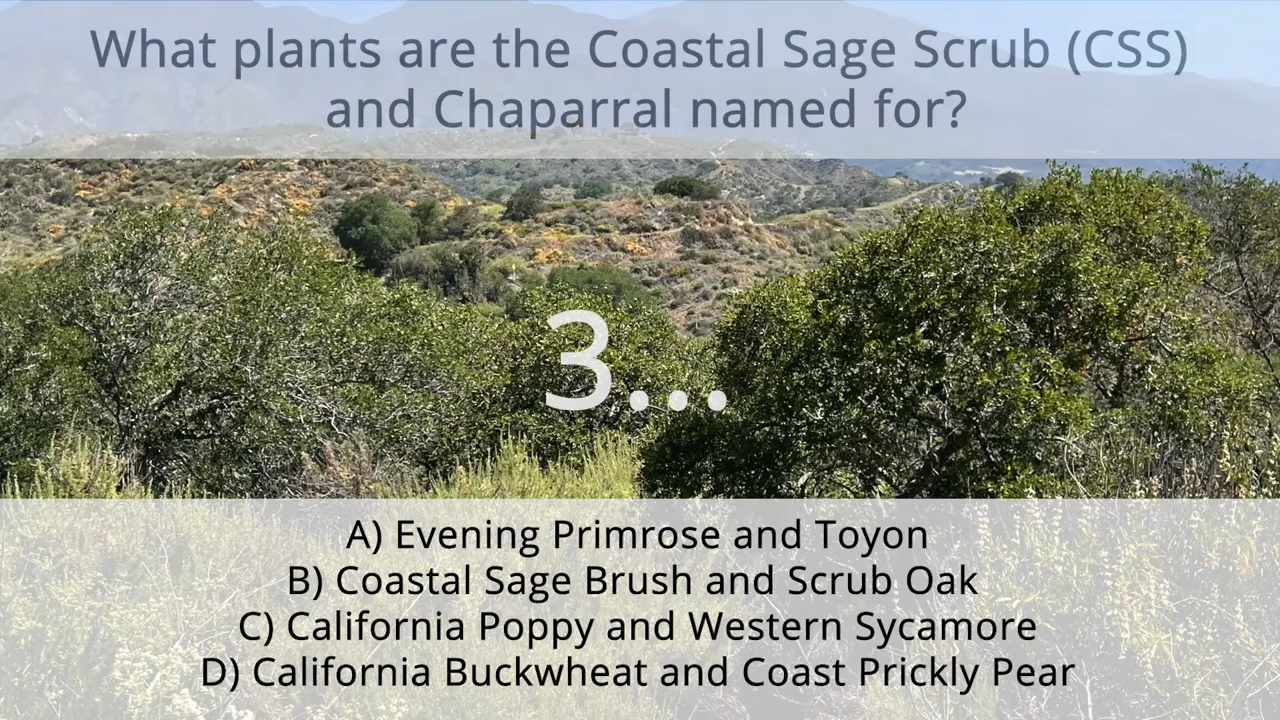 What plants are the Coastal Sage Scrub (CSS)
and Chaparral named for?
3...
A) Evening Primrose and Toyon
B) Coastal Sage Brush and Scrub Oak
C) California Poppy and Western Sycamore
D) California Buckwheat and Coast Prickly Pear